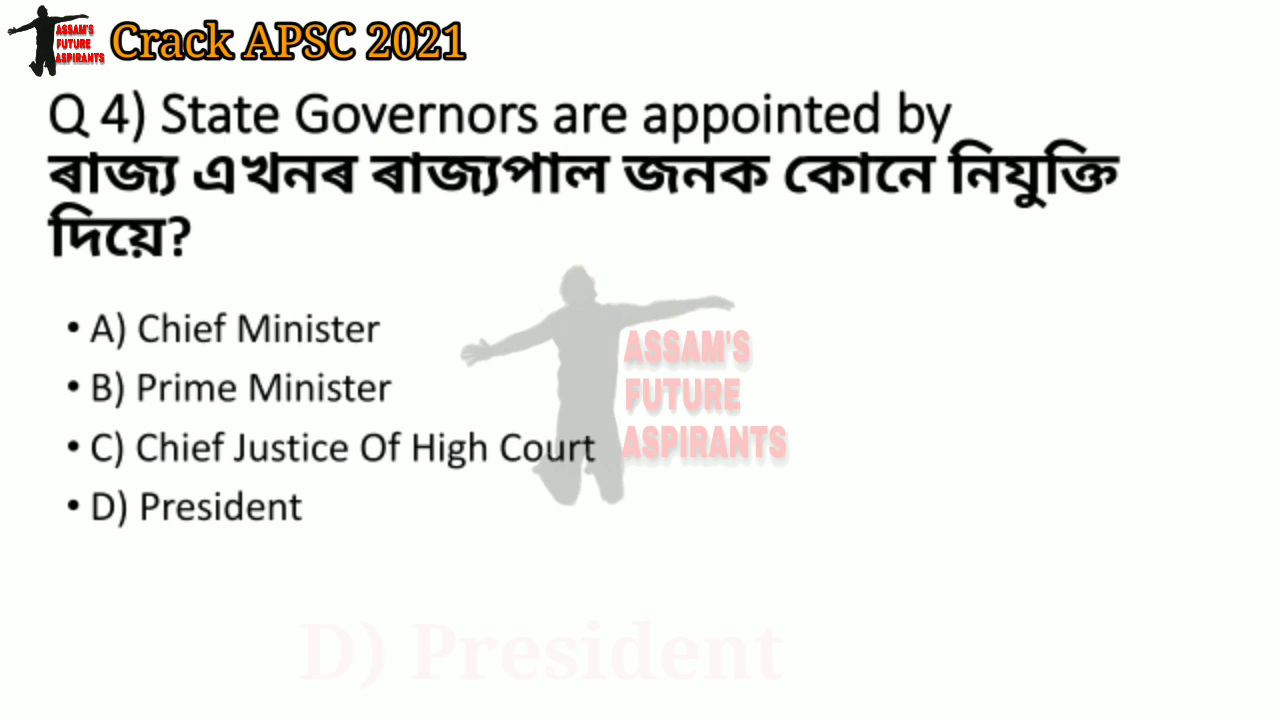 ASSAM'S
FUTURE
ASPIRANTS
Crack APSC 2021
Q 4) State Governors are appointed by
ৰাজ্য এখনৰ ৰাজ্যপাল জনক কোনে নিযুক্তি
দিয়ে?
• A) Chief Minister
• B) Prime Minister
• C) Chief Justice Of High Court
• D) President
ASSAM'S
FUTURE
ASPIRANTS
D) President